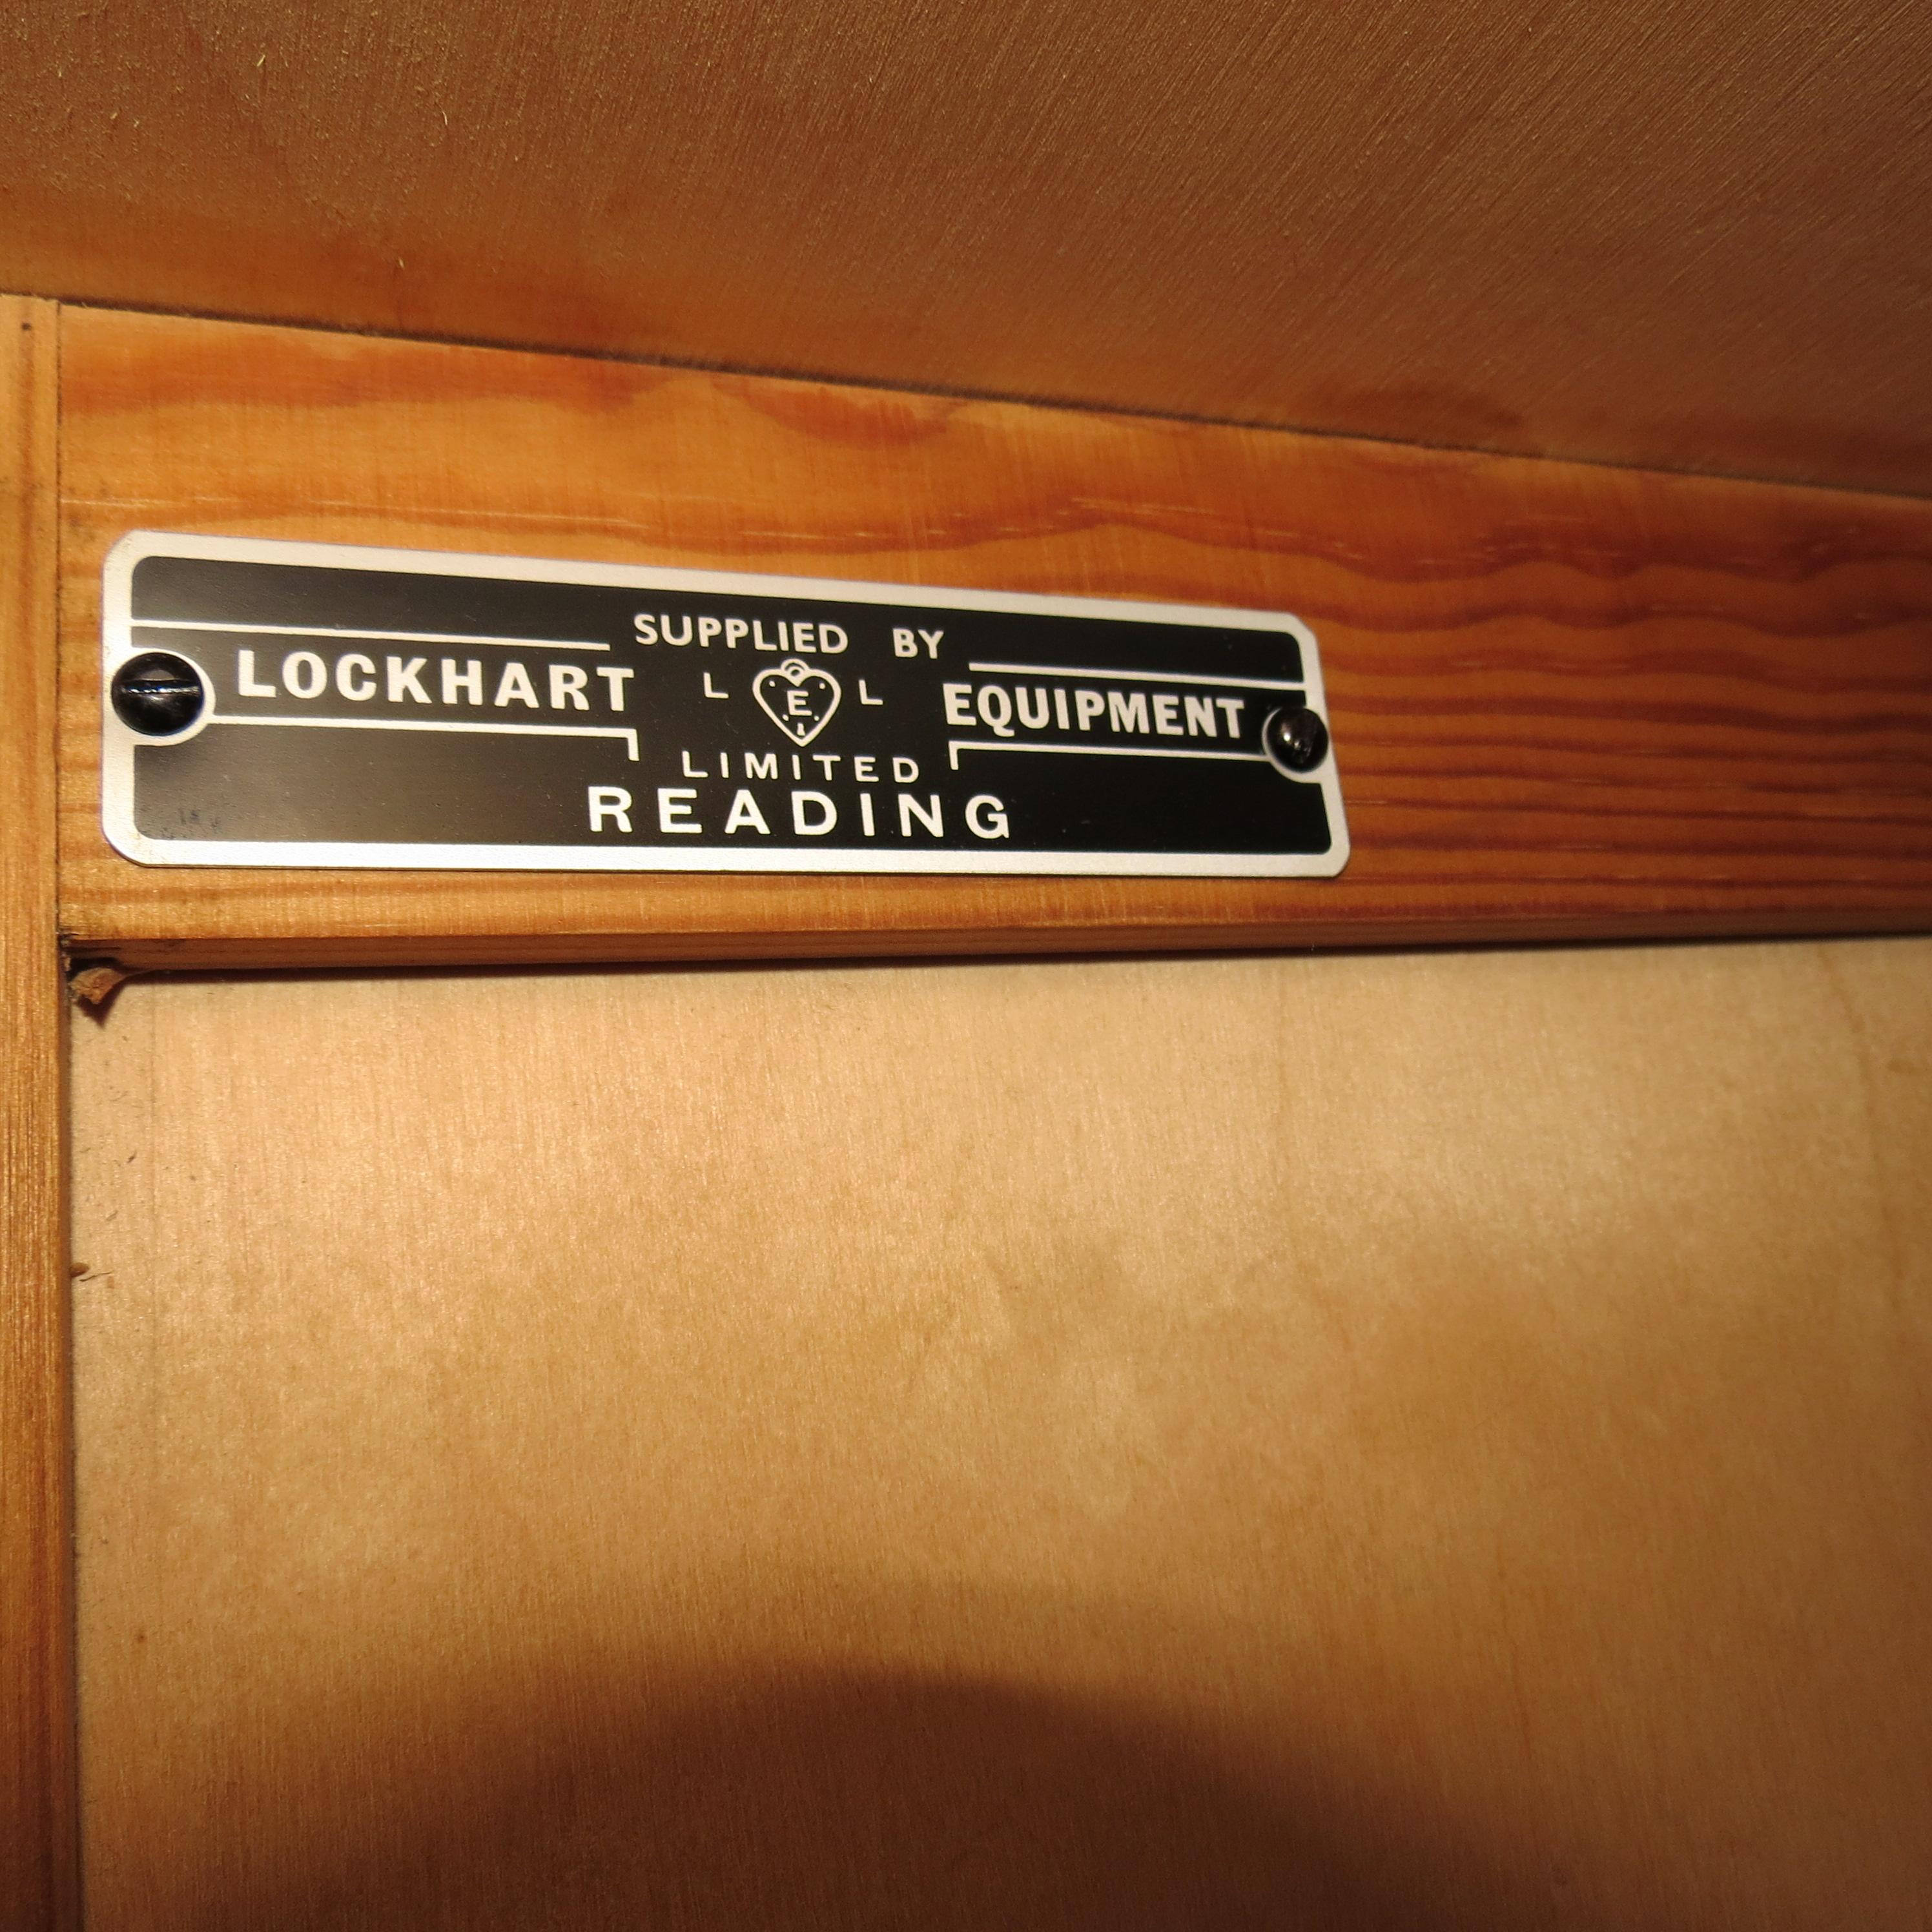 SUPPLIED BY
LOCKHART L E L EQUIPMENT
LIMITED
READING